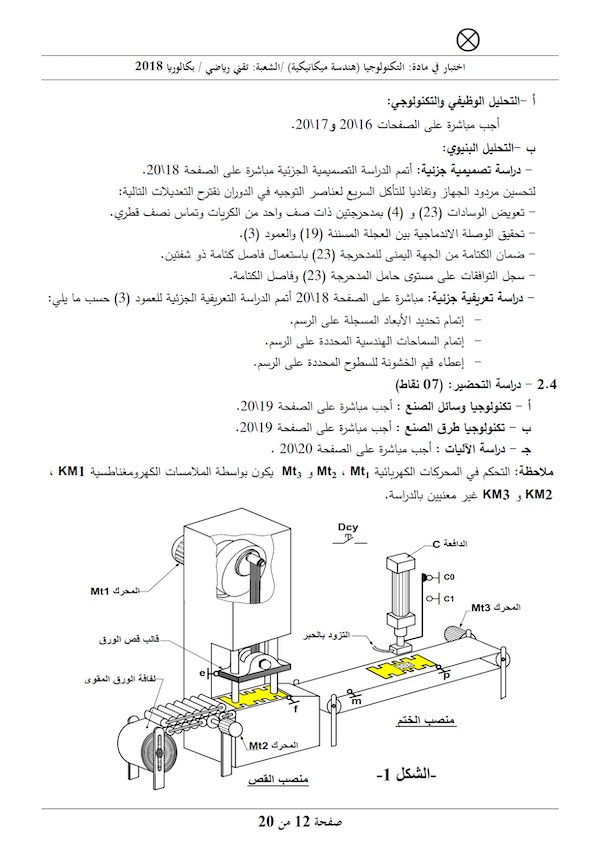 اختبار في مادة: التكنولوجيا (هندسة ميكانيكية) /الشعبة: تقني رياضي / بكالوريا 2018
أ –التحليل الوظيفي والتكنولوجي:
أجب مباشرة على الصفحات 16\20 و17\20.
ب –التحليل البنيوي:
– دراسة تصميمية جزئية: أتمم الدراسة التصميمية الجزئية مباشرة على الصفحة 18\20.
لتحسين مردود الجهاز وتفاديا للتأكل السريع لعناصر التوجيه في الدوران نقترح التعديلات التالية:
– تعويض الوسادات (23) و (4) بمدحرجتين ذات صف واحد من الكريات وتماس نصف قطري.
– تحقيق الوصلة الاندماجية بين العجلة المسننة (19) والعمود (3).
– ضمان الكتامة من الجهة اليمنى للمدحرجة (23) باستعمال فاصل كتامة ذو شفتين.
– سجل التوافقات على مستوى حامل المدحرجة (23) وفاصل الكتامة.
– دراسة تعريفية جزئية: مباشرة على الصفحة 18\20 أتمم الدراسة التعريفية الجزئية للعمود (3) حسب ما يلي:
– إتمام تحديد الأبعاد المسجلة على الرسم.
– إتمام السماحات الهندسية المحددة على الرسم.
– إعطاء قيم الخشونة للسطوح المحددة على الرسم.
2.4 – دراسة التحضير: (07 نقاط)
أ – تكنولوجيا وسائل الصنع : أجب مباشرة على الصفحة 19\20.
ب – تكنولوجيا طرق الصنع : أجب مباشرة على الصفحة 19\20.
جـ – دراسة الآليات : أجب مباشرة على الصفحة 20\20 .
ملاحظة: التحكم في المحركات الكهربائية Mt1 ، Mt2 و Mt3 يكون بواسطة الملامسات الكهرومغناطسية KM1 ،
KM2 و KM3 غير معنيين بالدراسة.
Dcy
الدافعة C
C0
C1
المحرك Mt1
المحرك Mt3
قالب قص الورق
التزود بالحبر
e
لفافة الورق المقوى
p
m
f
منصب الختم
المحرك Mt2
منصب القص
-الشكل 1-
صفحة 12 من 20